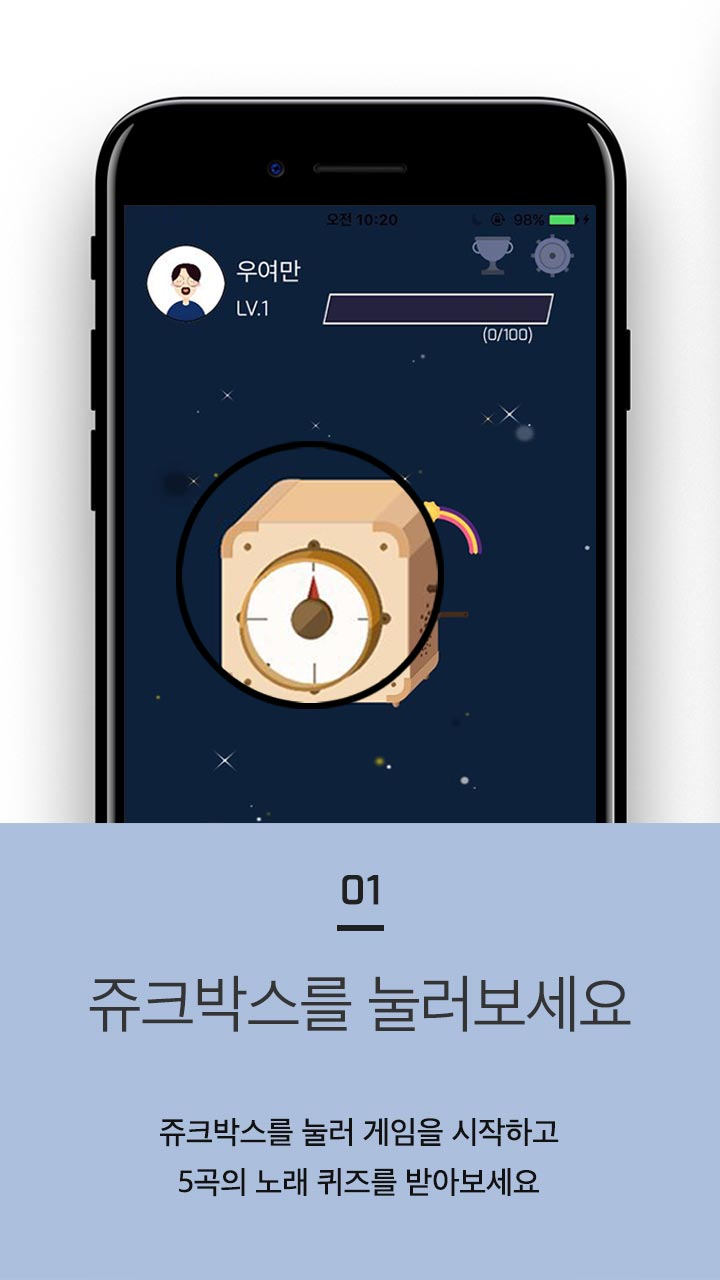 오전 10:20
98%
우여만
LV.1
(0/100)
01
쥬크박스를 눌러보세요
쥬크박스를 눌러 게임을 시작하고
5곡의 노래 퀴즈를 받아보세요